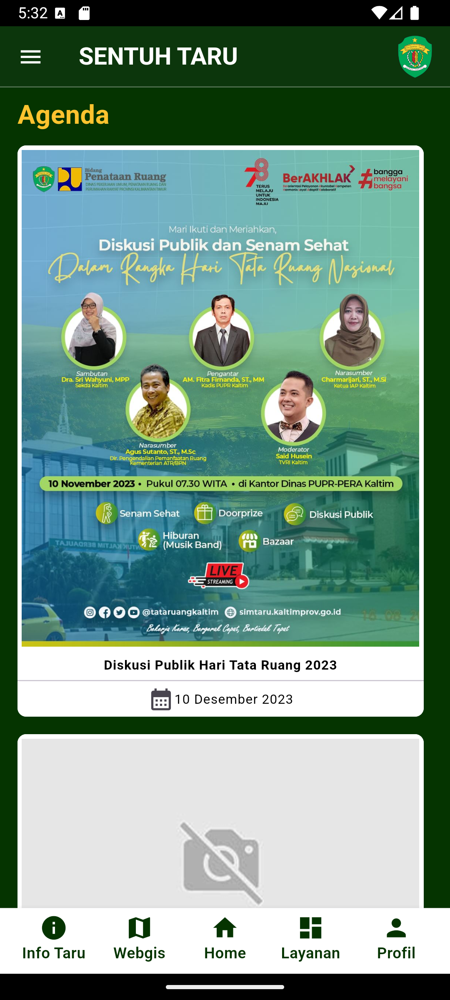 5:32
SENTUH TARU
Agenda
Bidang
Penataan Ruang
DINAS PEKERJAAN UMUM, PENATAAN RUANG DAN
PERUMAHAN RAKYAT PROVINSI KALIMANTAN TIMUR
78
TERUS
MELAJU
UNTUK
INDONESIA
MAJU
BerAKHLAK
Berorientasi Pelayanan Akuntabel Kompeten
Harmonis Loyal Adaptif Kolaboratif
#bangga
melayani
bangsa
Mari Ikuti dan Meriahkan,
Diskusi Publik dan Senam Sehat
Dalam Rangka Hari Tata Ruang Nasional
Sambutan
Dra. Sri Wahyuni, MPP
Sekda Kaltim
Pengantar
AM. Fitra Firnanda, ST., MM
Kadis PUPR Kaltim
Narasumber
Charmarijari, ST., M.Si
Ketua IAP Kaltim
Narasumber
Agus Sutanto, ST., M.Sc
Dir. Pengendalian Pemanfaatan Ruang
Kementerian ATR/BPN
Moderator
Said Husein
TVRI Kaltim
10 November 2023 • Pukul 07.30 WITA • di Kantor Dinas PUPR-PERA Kaltim
Senam Sehat
Doorprize
Diskusi Publik
Hiburan
(Musik Band)
Bazaar
LIVE
STREAMING
@tataruangkaltim
simtaru.kaltimprov.go.id
Bekerja Keras, Bergerak Cepat, Bertindak Tepat
Diskusi Publik Hari Tata Ruang 2023
10 Desember 2023
Info Taru
Webgis
Home
Layanan
Profil